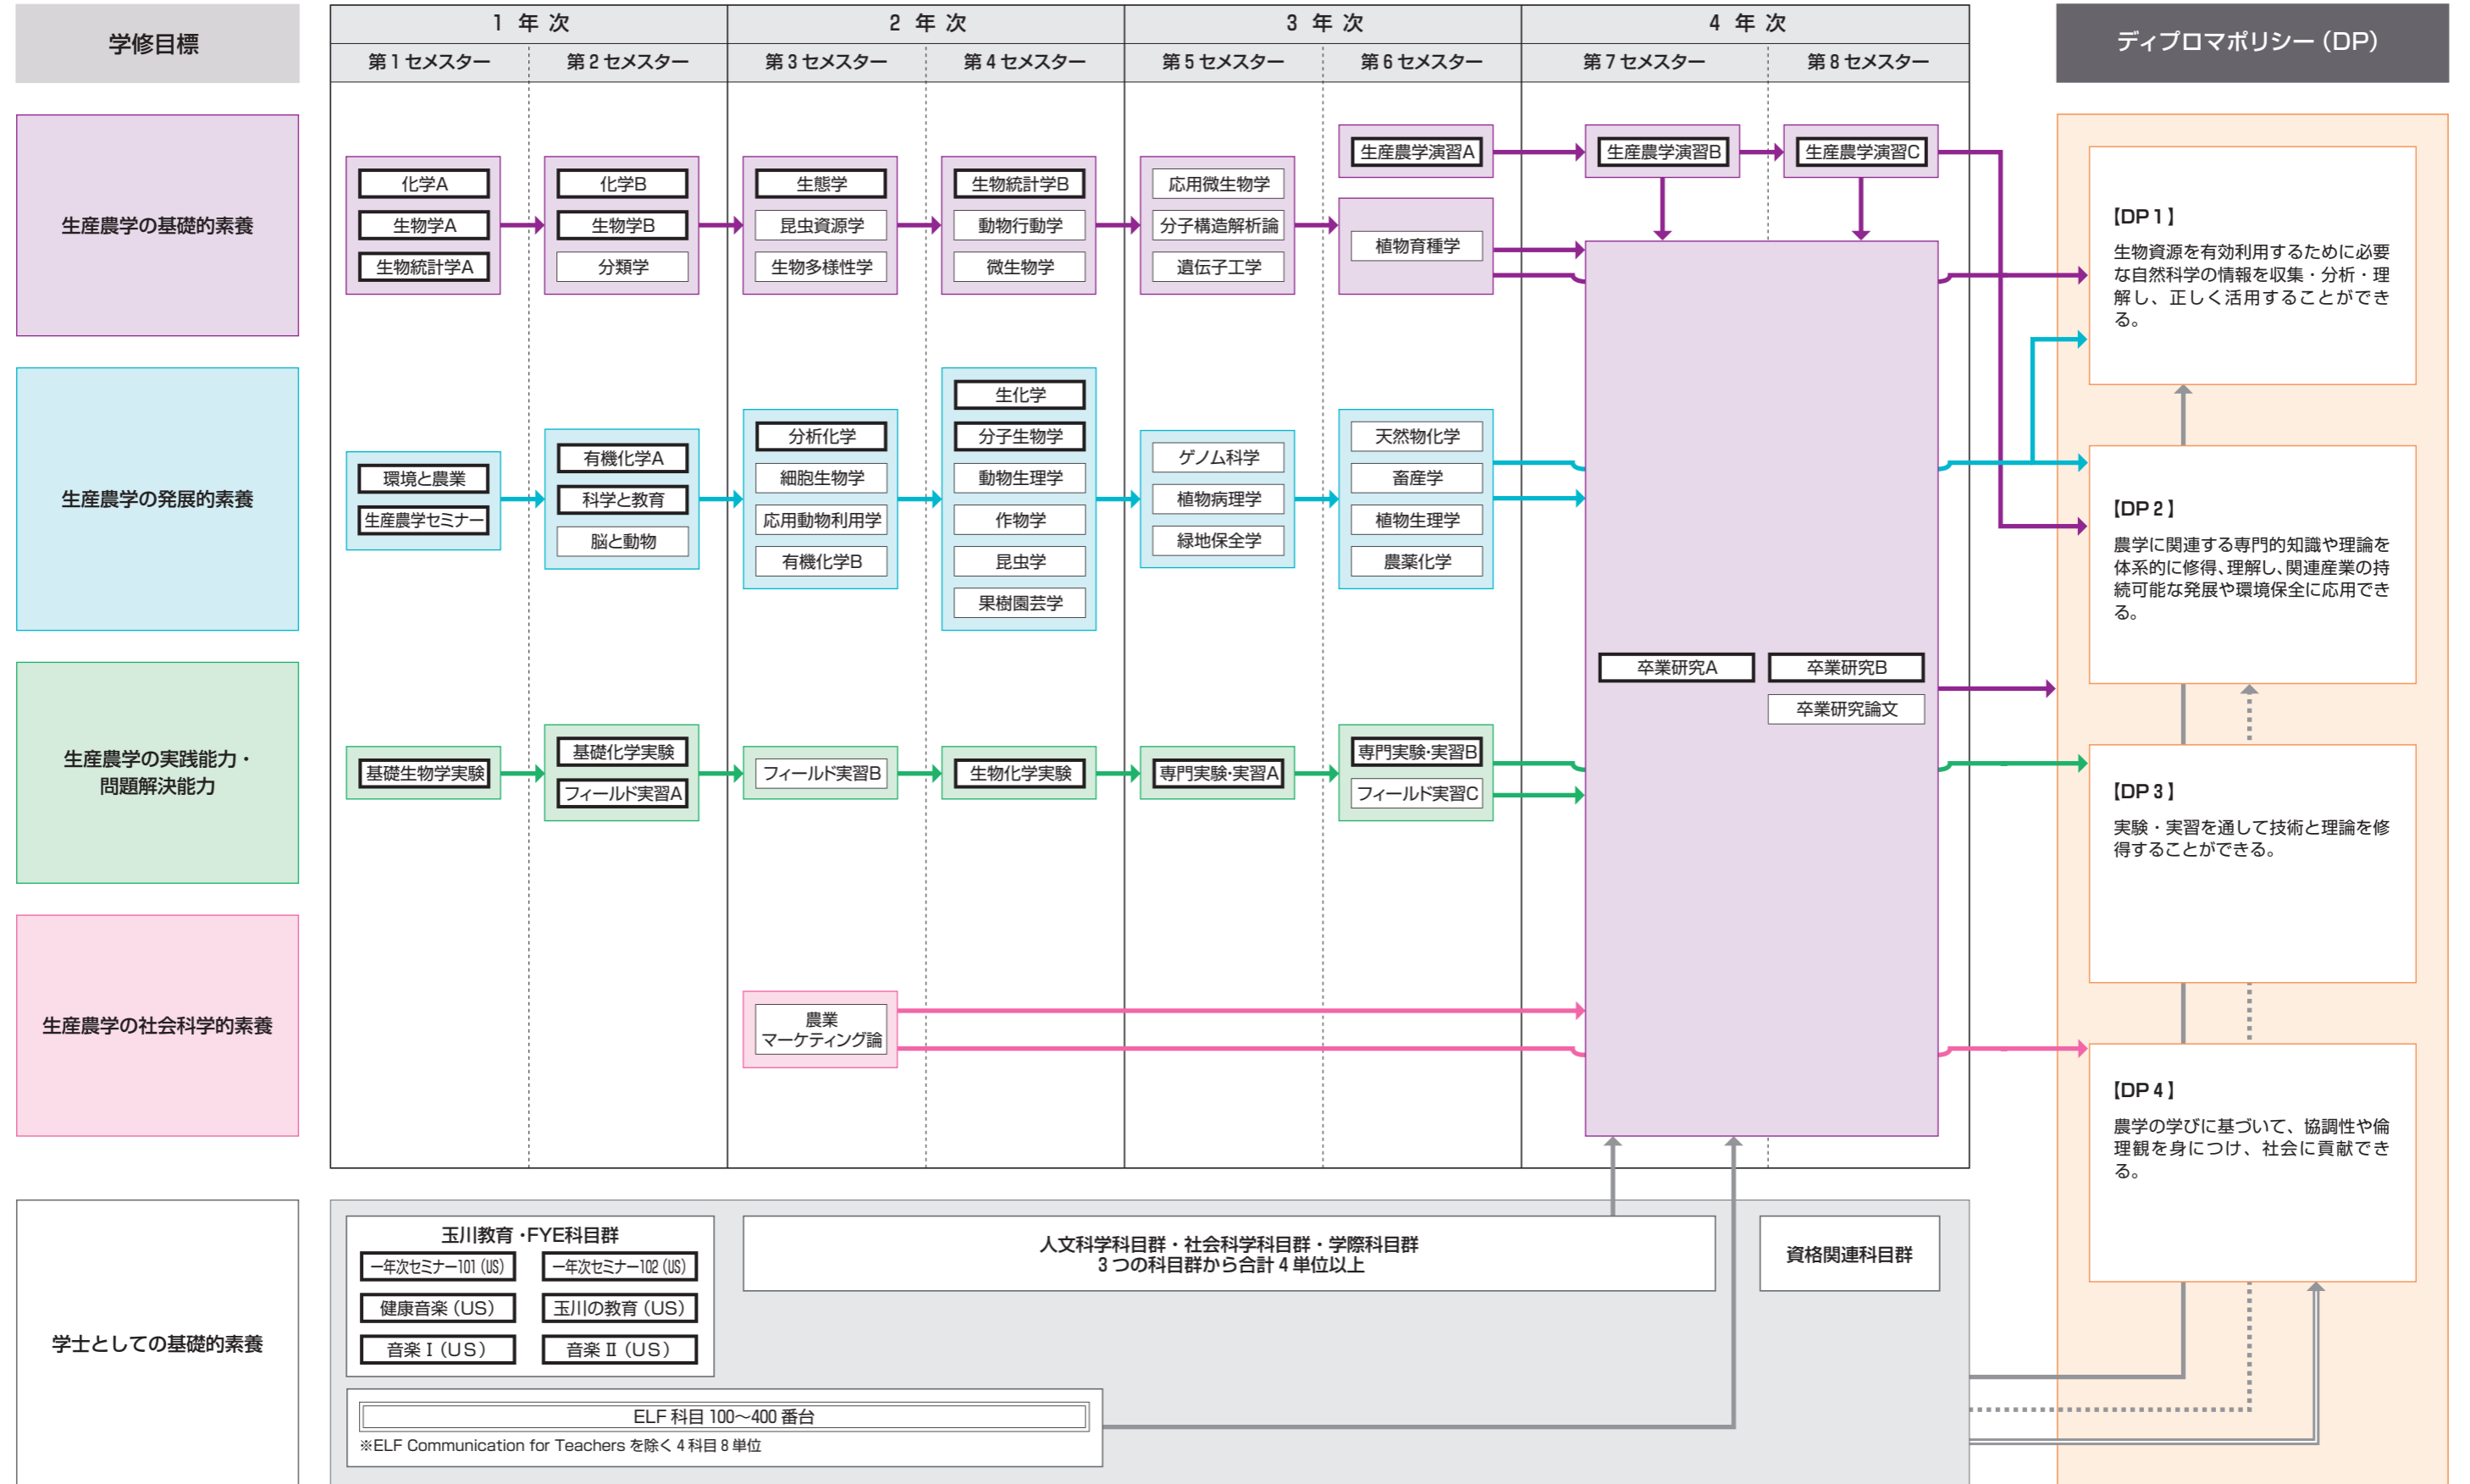 学修目標
1 年 次
2 年 次
3 年 次
4 年 次
ディプロマポリシー（DP）
第1セメスター
第2セメスター
第3セメスター
第4セメスター
第5セメスター
第6セメスター
第7セメスター
第8セメスター
生産農学の基礎的素養
化学A
生物学A
生物統計学A
化学B
生物学B
分類学
生態学
昆虫資源学
生物多様性学
生物統計学B
動物行動学
微生物学
応用微生物学
分子構造解析論
遺伝子工学
生産農学演習A
植物育種学
生産農学演習B
生産農学演習C
生産農学の発展的素養
環境と農業
生産農学セミナー
有機化学A
科学と教育
脳と動物
分析化学
細胞生物学
応用動物利用学
有機化学B
生化学
分子生物学
動物生理学
作物学
昆虫学
果樹園芸学
ゲノム科学
植物病理学
緑地保全学
天然物化学
畜産学
植物生理学
農薬化学
卒業研究A
卒業研究B
卒業研究論文
生産農学の実践能力・
問題解決能力
基礎生物学実験
基礎化学実験
フィールド実習A
フィールド実習B
生物化学実験
専門実験・実習A
専門実験・実習B
フィールド実習C
生産農学の社会科学的素養
農業
マーケティング論
学士としての基礎的素養
玉川教育・FYE科目群
一年次セミナー101（US）
一年次セミナー102（US）
健康音楽（US）
玉川の教育（US）
音楽Ⅰ（US）
音楽Ⅱ（US）
人文科学科目群・社会科学科目群・学際科目群
3つの科目群から合計4単位以上
資格関連科目群
ELF 科目 100～400 番台
※ELF Communication for Teachers を除く4科目8単位
【DP1】
生物資源を有効利用するために必要
な自然科学の情報を収集・分析・理
解し、正しく活用することができ
る。
【DP2】
農学に関連する専門的知識や理論を
体系的に修得、理解し、関連産業の持
続可能な発展や環境保全に応用でき
る。
【DP3】
実験・実習を通して技術と理論を修
得することができる。
【DP4】
農学の学びに基づいて、協調性や倫
理観を身につけ、社会に貢献でき
る。